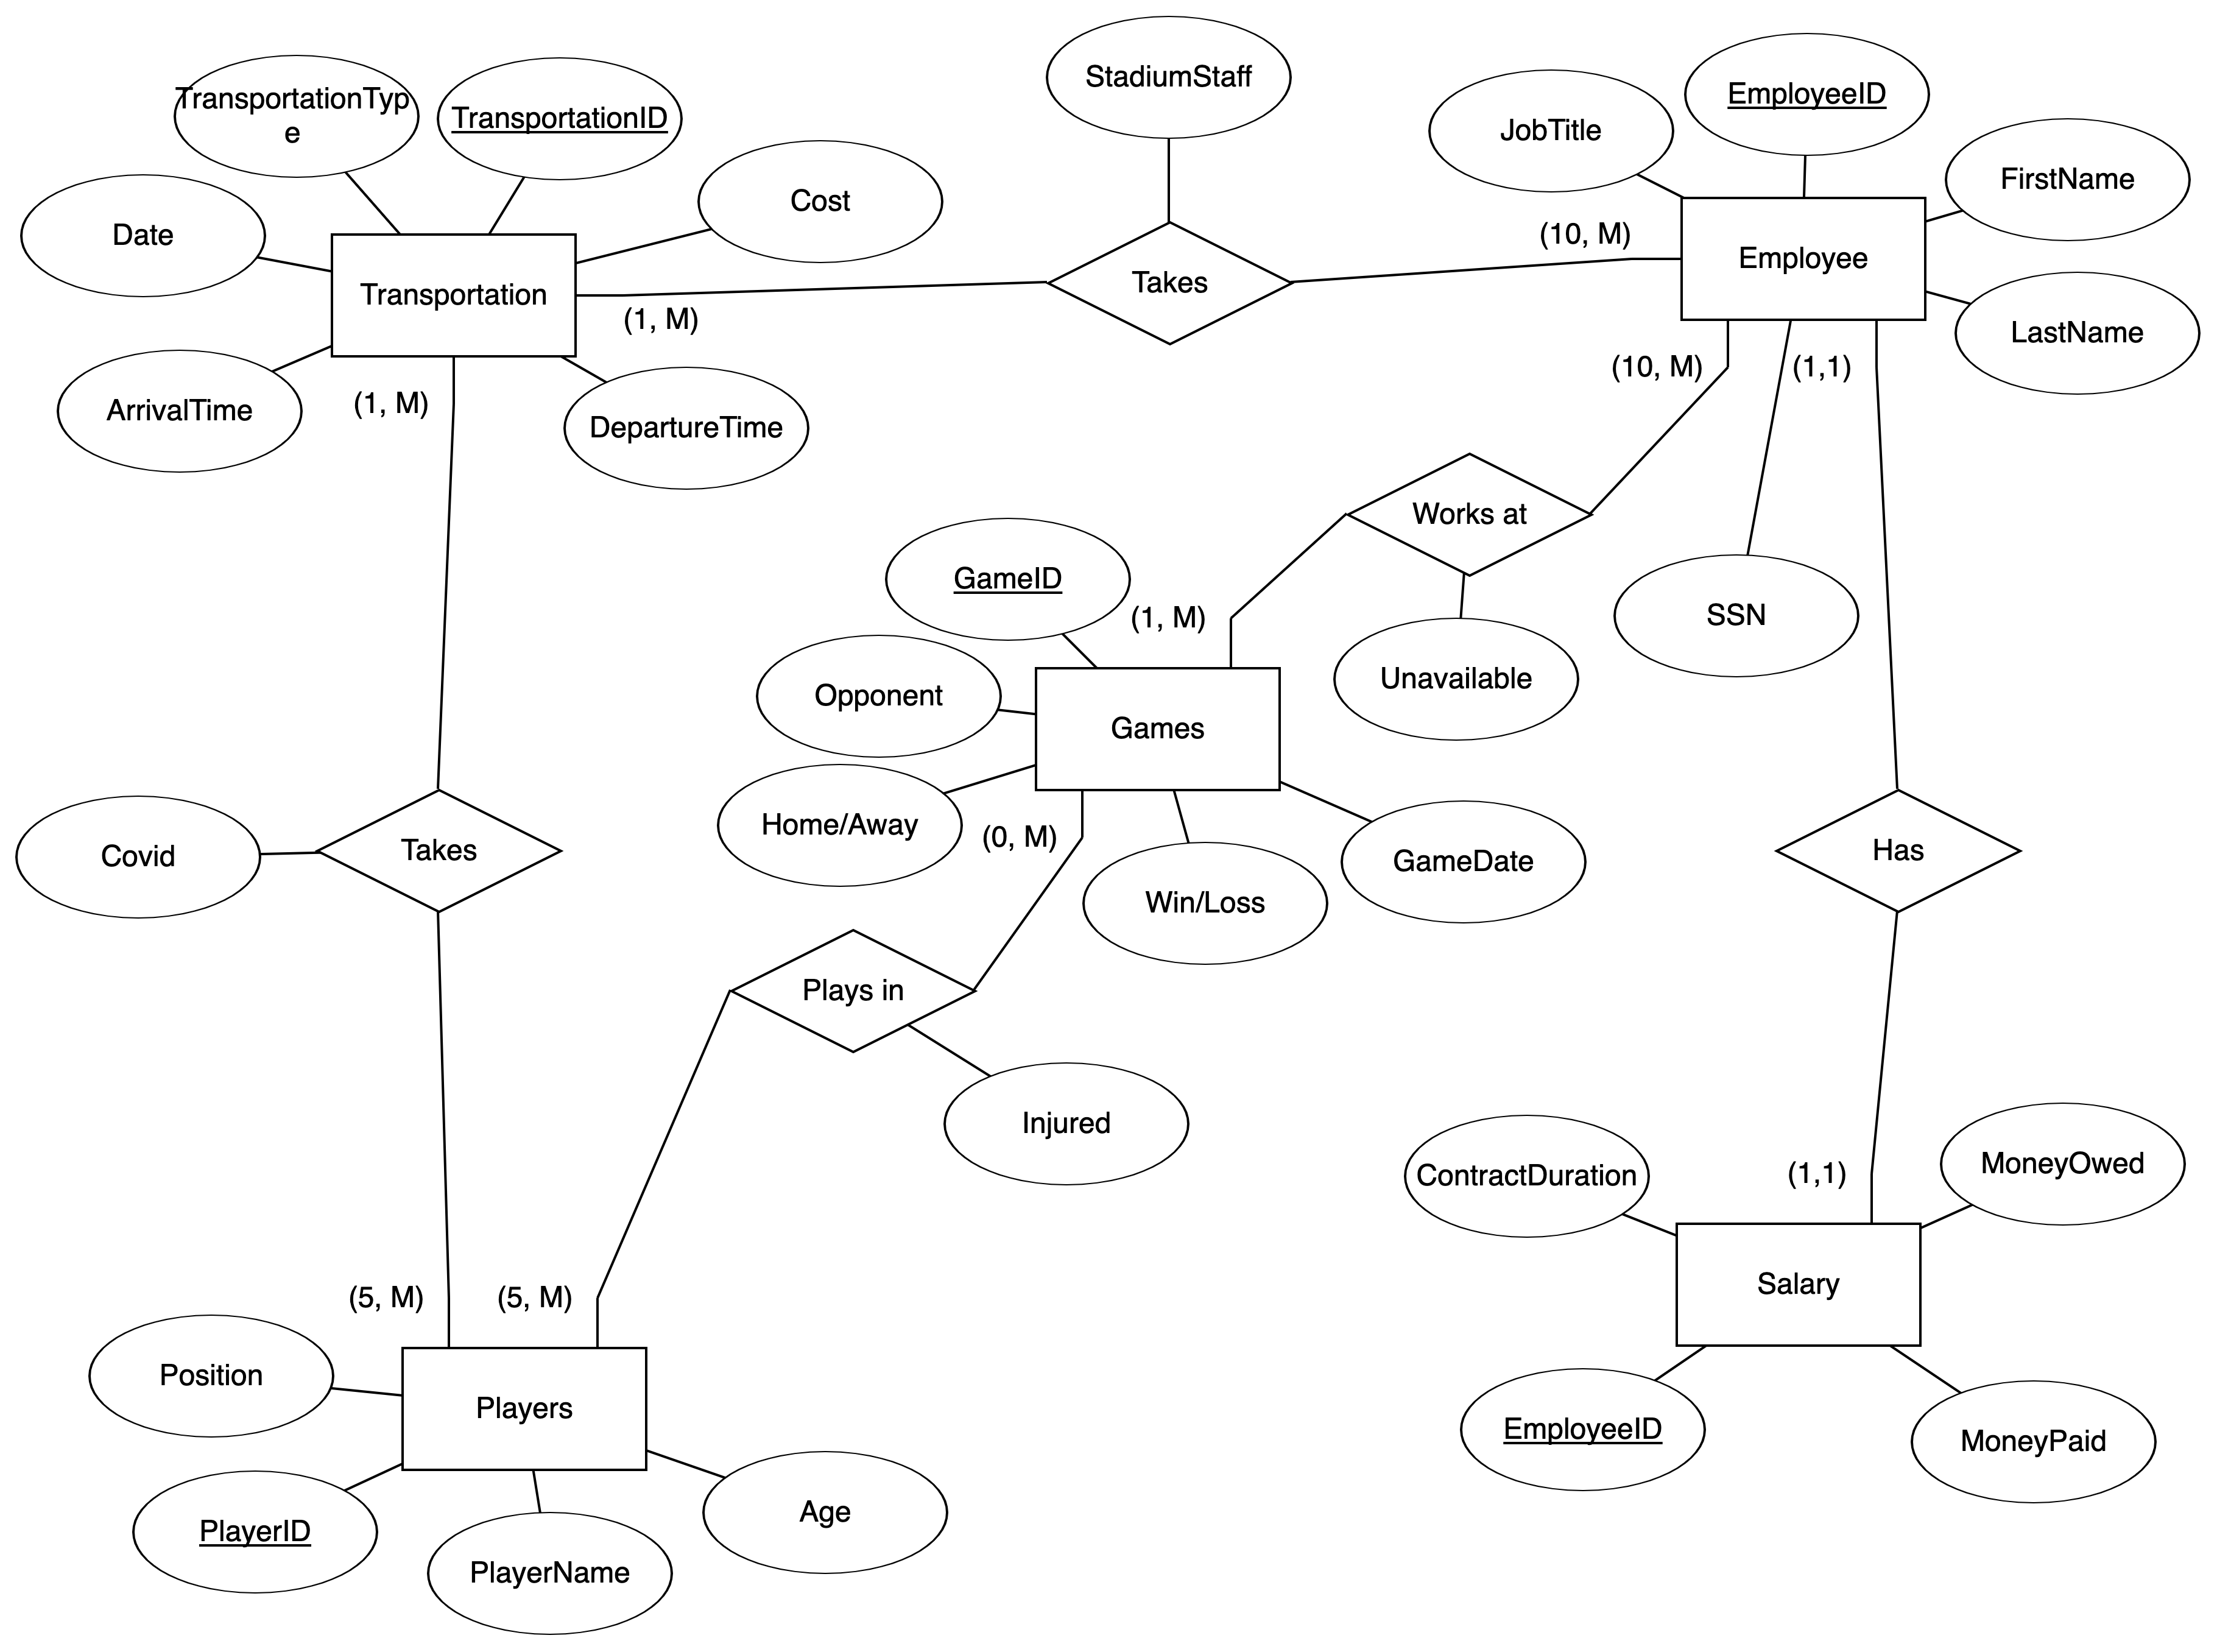 StadiumStaff
EmployeeID
TransportationTyp
e
TransportationID
JobTitle
FirstName
Cost
Date
(10, M)
Employee
Takes
Transportation
(1, M)
LastName
(10, M)
(1,1)
(1, M)
ArrivalTime
DepartureTime
Works at
GameID
(1, M)
SSN
Unavailable
Opponent
Games
Home/Away
(0, M)
Covid
Takes
Has
GameDate
Win/Loss
Plays in
Injured
ContractDuration
(1,1)
MoneyOwed
Salary
(5, M)
(5, M)
Position
Players
EmployeeID
MoneyPaid
Age
PlayerID
PlayerName